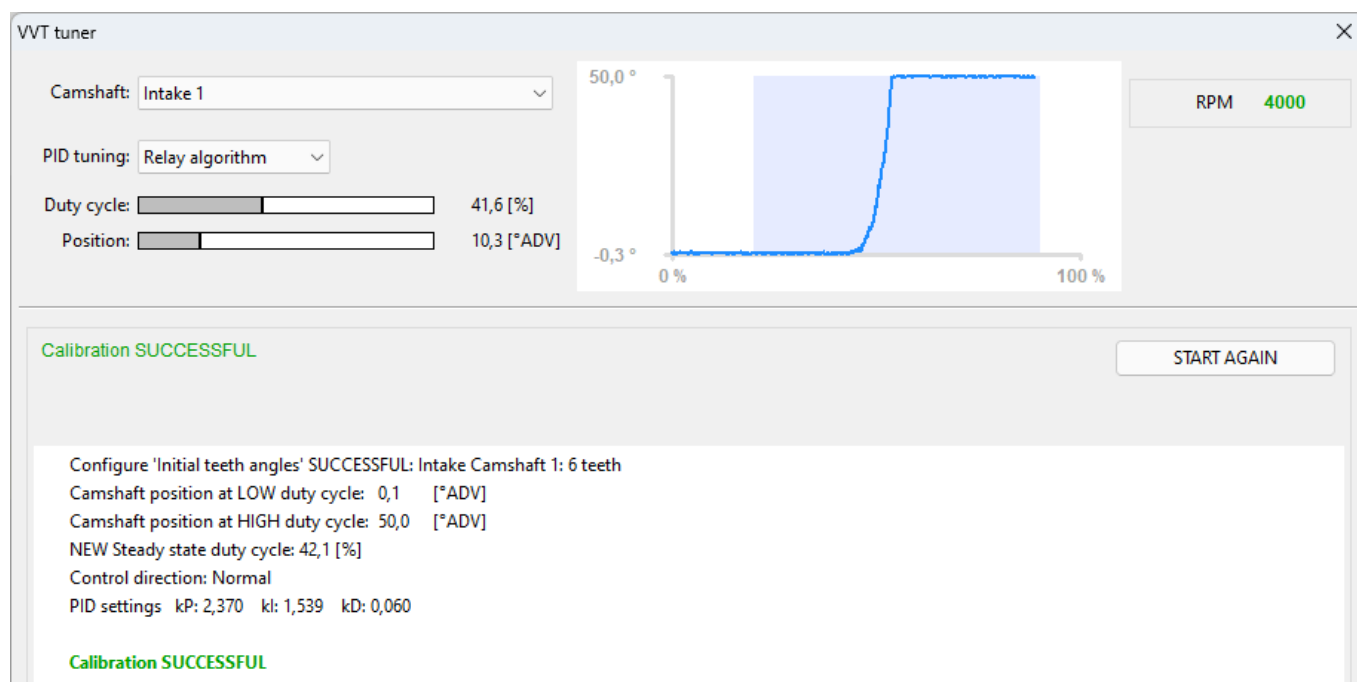 VVT tuner
Camshaft: Intake 1
PID tuning: Relay algorithm
Duty cycle: 41,6 [%]
Position: 10,3 [°ADV]
50,0 °
-0,3 °
0 %
100 %
RPM 4000
Calibration SUCCESSFUL
START AGAIN
Configure 'Initial teeth angles' SUCCESSFUL: Intake Camshaft 1: 6 teeth
Camshaft position at LOW duty cycle: 0,1 [°ADV]
Camshaft position at HIGH duty cycle: 50,0 [°ADV]
NEW Steady state duty cycle: 42,1 [%]
Control direction: Normal
PID settings kP: 2,370 kI: 1,539 kD: 0,060
Calibration SUCCESSFUL